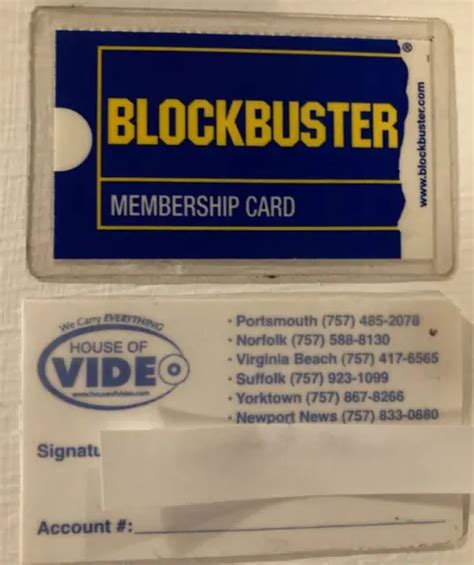 BLOCKBUSTER®
MEMBERSHIP CARD
www.blockbuster.com
We Carry EVERYTHING
HOUSE OF
VIDEO
www.houseofvideo.com
• Portsmouth (757) 485-2078
• Norfolk (757) 588-8130
• Virginia Beach (757) 417-6565
• Suffolk (757) 923-1099
• Yorktown (757) 867-8266
• Newport News (757) 833-0880
Signatu
Account #: